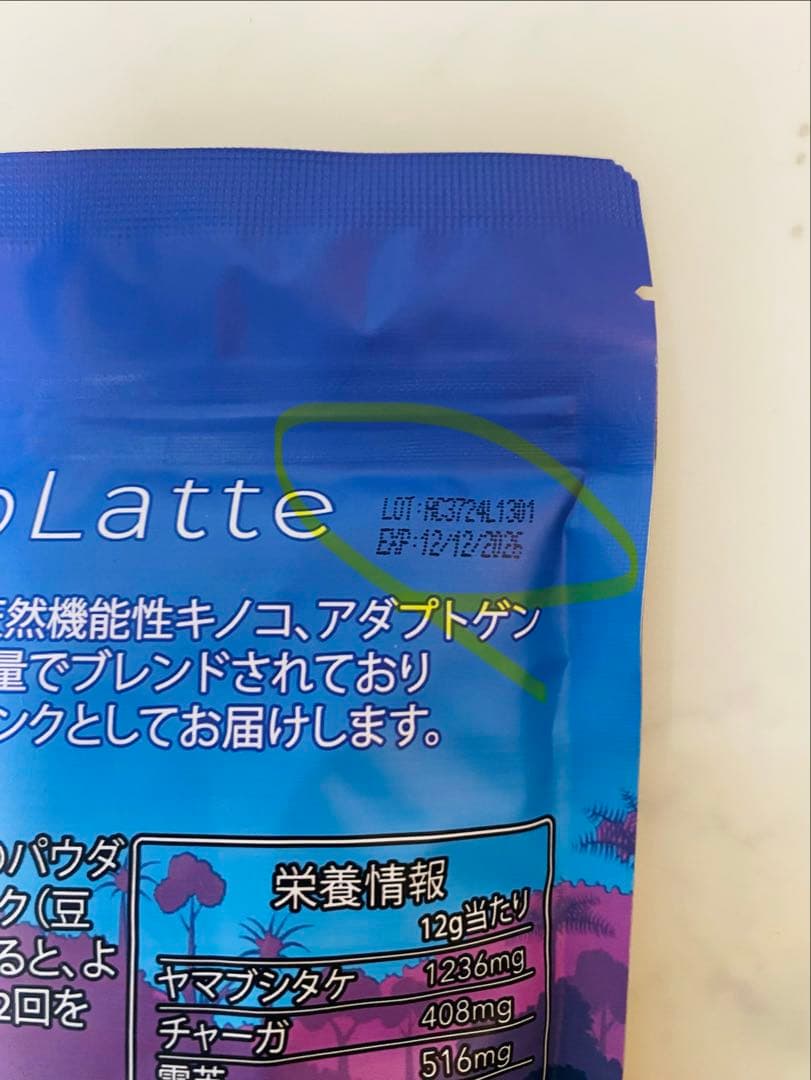 oLatte
LOT:AC3724L1301
EXP:12/12/2026
然機能性キノコ、アダプトゲン
量でブレンドされており
ンクとしてお届けします。
のパウダ
ク(豆
ると、よ
2回を
栄養情報
12g当たり
ヤマブシタケ 1236mg
チャーガ 408mg
霊芝 516mg